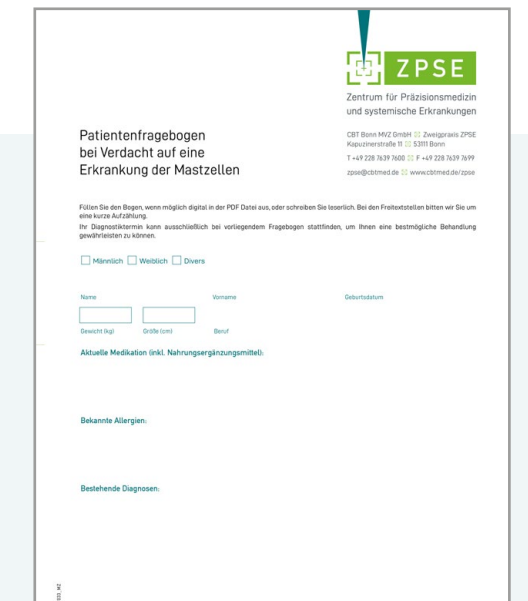 ZPSE
Zentrum für Präzisionsmedizin
und systemische Erkrankungen
Patientenfragebogen
bei Verdacht auf eine
Erkrankung der Mastzellen
CBT Bonn MVZ GmbH Zweigpraxis ZPSE
Kapuzinerstraße 11 53111 Bonn
T +49 228 7639 7600 F +49 228 7639 7699
zpse@cbtmed.de www.cbtmed.de/zpse
Füllen Sie den Bogen, wenn möglich digital in der PDF Datei aus, oder schreiben Sie leserlich. Bei den Freitextstellen bitten wir Sie um
eine kurze Aufzählung.
Ihr Diagnostiktermin kann ausschließlich bei vorliegendem Fragebogen stattfinden, um Ihnen eine bestmögliche Behandlung
gewährleisten zu können.
Männlich Weiblich Divers
Name Vorname Geburtsdatum
Gewicht (kg) Größe (cm) Beruf
Aktuelle Medikation (inkl. Nahrungsergänzungsmittel):
Bekannte Allergien:
Bestehende Diagnosen: